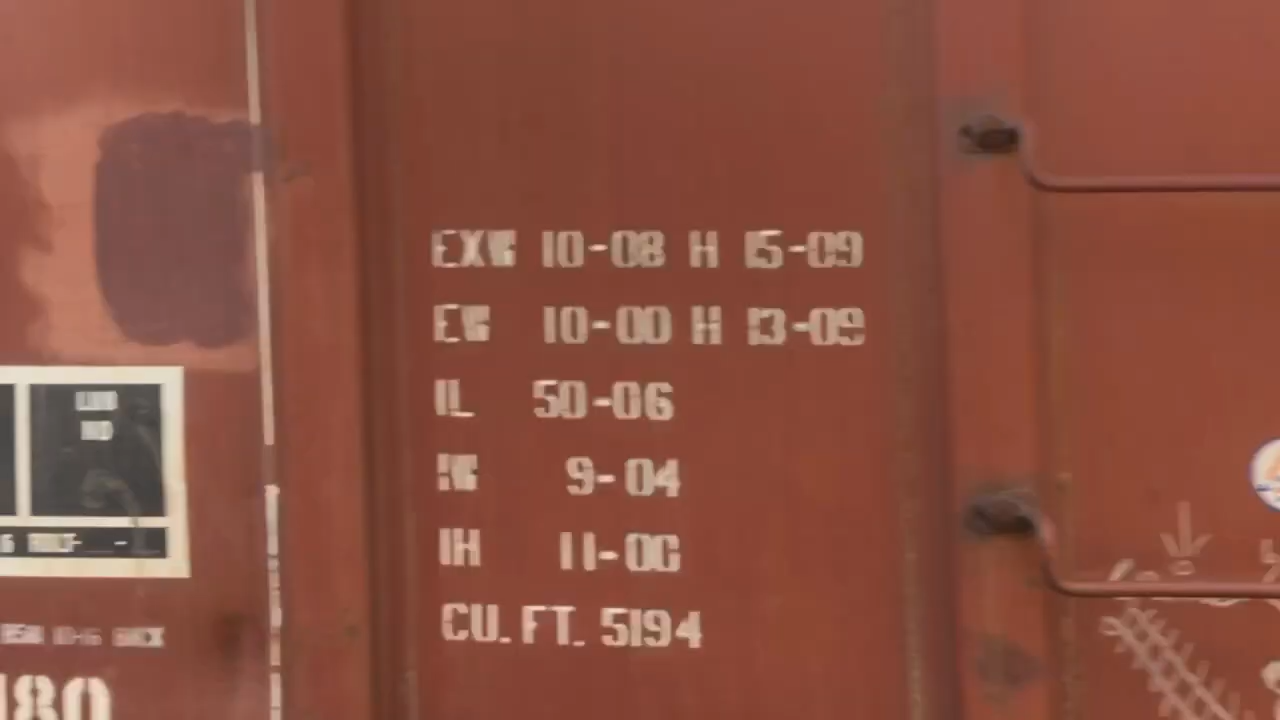 EXW 10-08 H 15-09
EW 10-00 H 13-09
IL 50-06
IW 9-04
IH 11-00
CU. FT. 5194
180